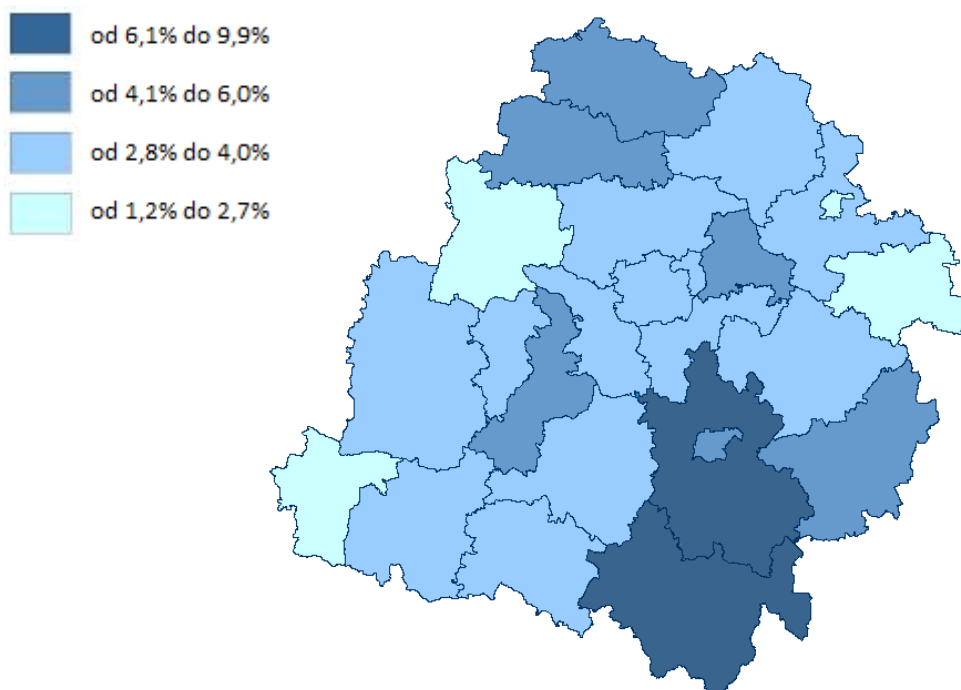 od 6,1% do 9,9%
od 4,1% do 6,0%
od 2,8% do 4,0%
od 1,2% do 2,7%